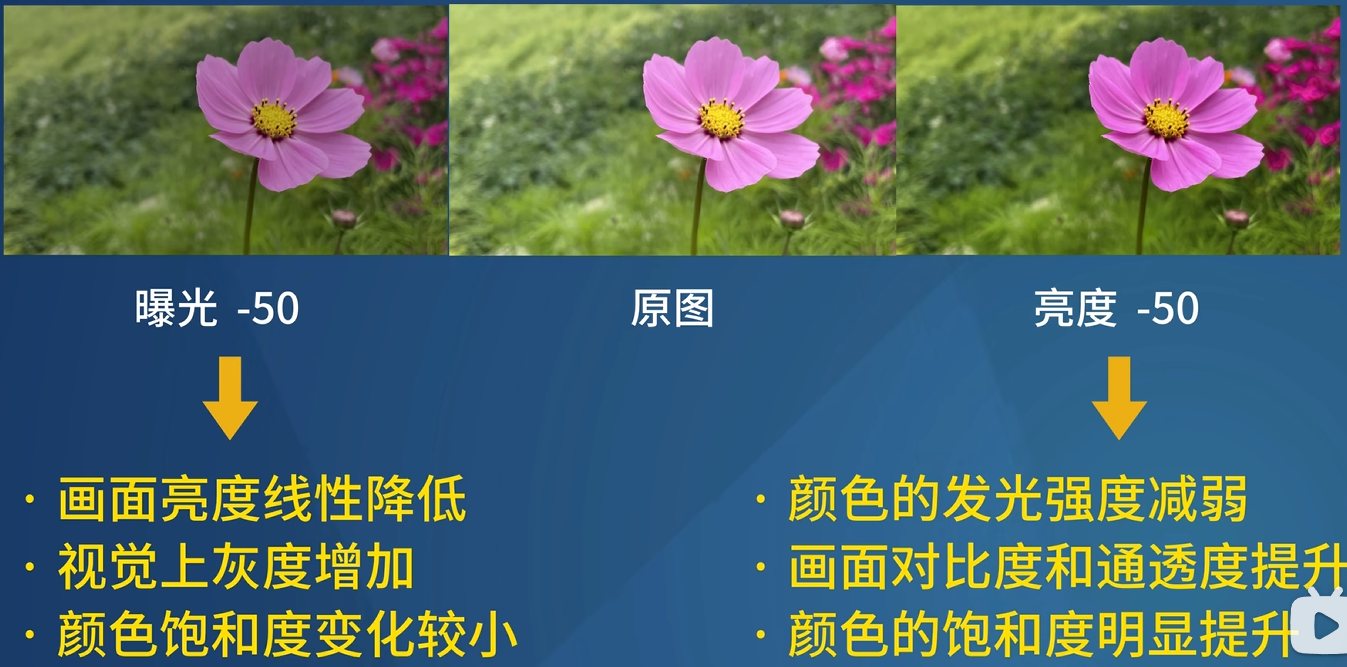 曝光 -50
原图
亮度 -50
· 画面亮度线性降低
· 视觉上灰度增加
· 颜色饱和度变化较小
· 颜色的发光强度减弱
· 画面对比度和通透度提升
· 颜色的饱和度明显提升